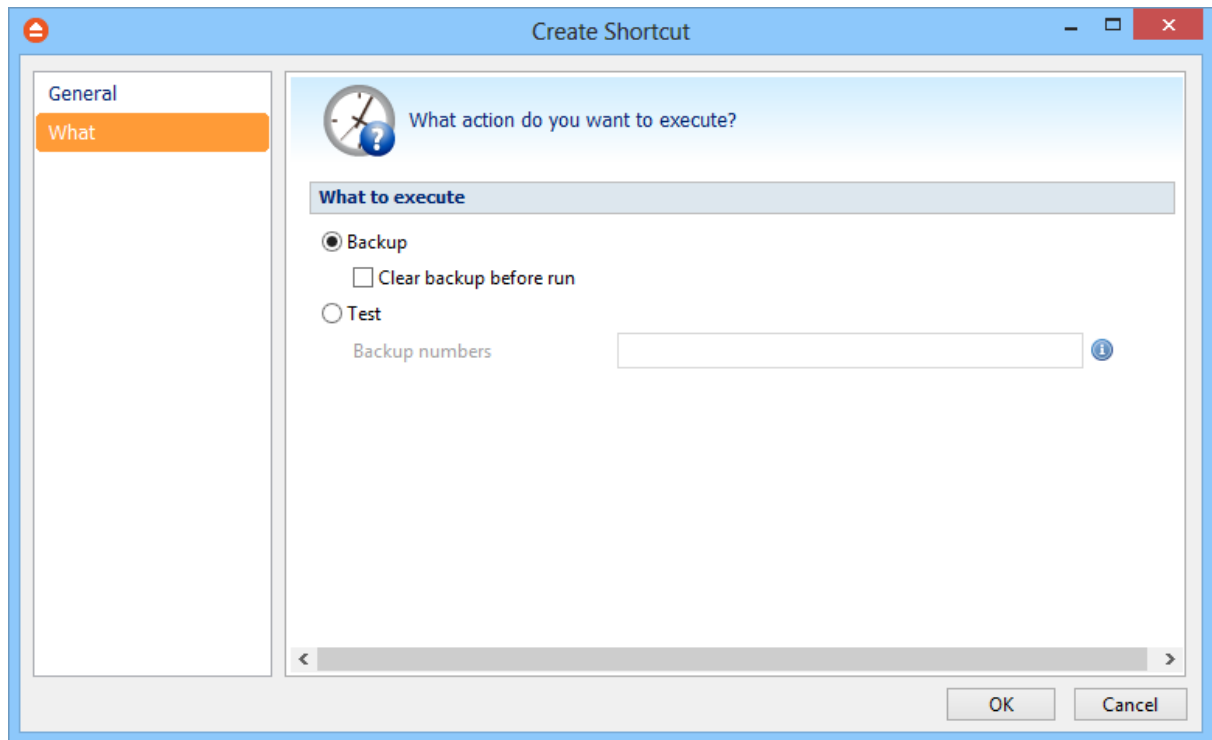 Create Shortcut
General
What
What action do you want to execute?
What to execute
Backup
Clear backup before run
Test
Backup numbers
OK
Cancel